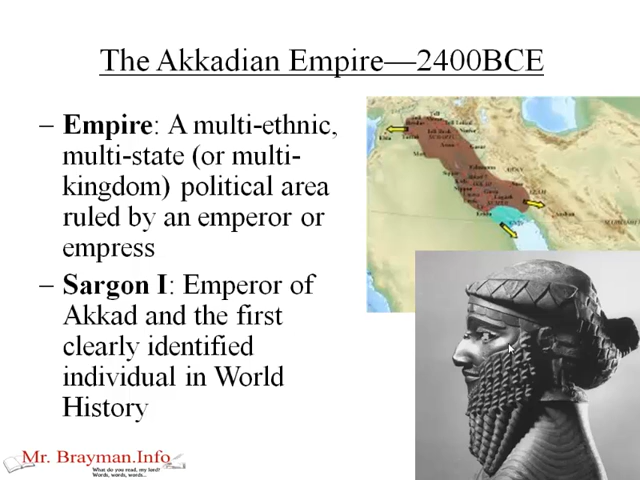 The Akkadian Empire—2400BCE
– Empire: A multi-ethnic,
multi-state (or multi-
kingdom) political area
ruled by an emperor or
empress
– Sargon I: Emperor of
Akkad and the first
clearly identified
individual in World
History
Mr. Brayman.Info
What do you read, my lord?
Words, words, words...